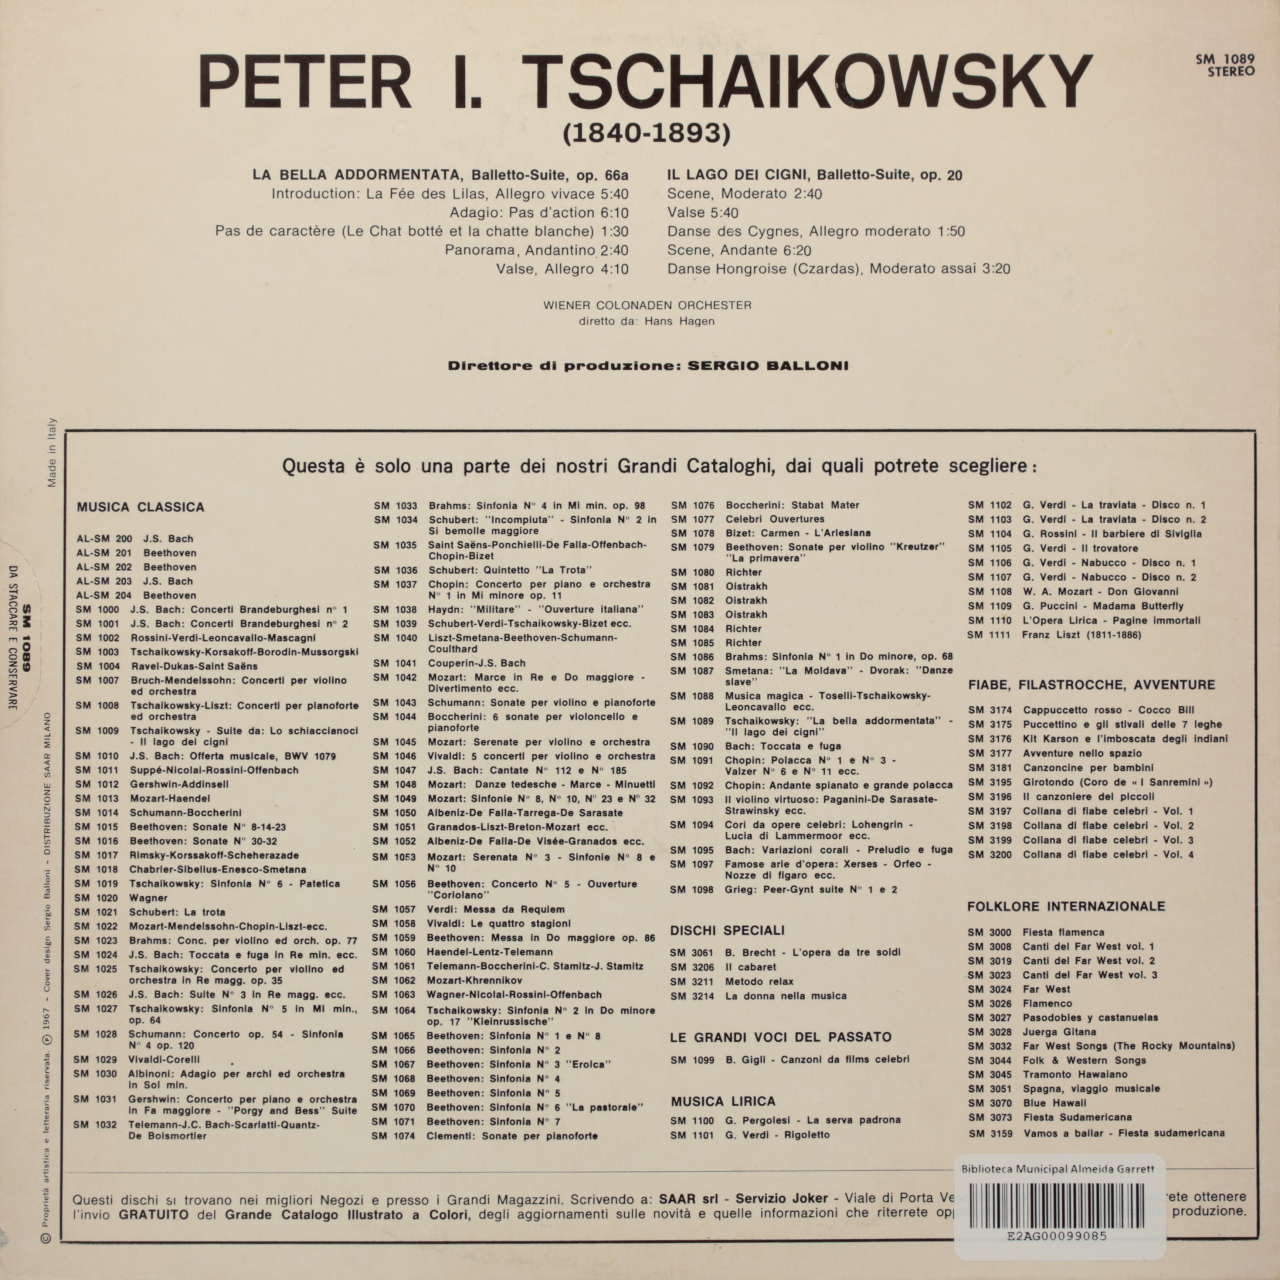 PETER I. TSCHAIKOWSKY
(1840-1893)
SM 1089
STEREO
LA BELLA ADDORMENTATA, Balletto-Suite, op. 66a
Introduction: La Fée des Lilas, Allegro vivace 5:40
Adagio: Pas d'action 6:10
Pas de caractère (Le Chat botté et la chatte blanche) 1:30
Panorama, Andantino 2:40
Valse, Allegro 4:10
IL LAGO DEI CIGNI, Balletto-Suite, op. 20
Scene, Moderato 2:40
Valse 5:40
Danse des Cygnes, Allegro moderato 1:50
Scene, Andante 6:20
Danse Hongroise (Czardas), Moderato assai 3:20
WIENER COLONADEN ORCHESTER
diretto da: Hans Hagen
Direttore di produzione: SERGIO BALLONI
Made in Italy
SM 1089
DA STACCARE E CONSERVARE
© Proprietà artistica e letteraria riservata. ℗ 1967 - Cover design Sergio Balloni - DISTRIBUZIONE SAAR MILANO
Questa è solo una parte dei nostri Grandi Cataloghi, dai quali potrete scegliere:
MUSICA CLASSICA
AL-SM 200 J.S. Bach
AL-SM 201 Beethoven
AL-SM 202 Beethoven
AL-SM 203 J.S. Bach
AL-SM 204 Beethoven
SM 1000 J.S. Bach: Concerti Brandeburghesi n° 1
SM 1001 J.S. Bach: Concerti Brandeburghesi n° 2
SM 1002 Rossini-Verdi-Leoncavallo-Mascagni
SM 1003 Tschaikowsky-Korsakoff-Borodin-Mussorgski
SM 1004 Ravel-Dukas-Saint Saëns
SM 1007 Bruch-Mendelssohn: Concerti per violino
ed orchestra
SM 1008 Tschaikowsky-Liszt: Concerti per pianoforte
ed orchestra
SM 1009 Tschaikowsky - Suite da: Lo schiaccianoci
- Il lago dei cigni
SM 1010 J.S. Bach: Offerta musicale, BWV 1079
SM 1011 Suppé-Nicolai-Rossini-Offenbach
SM 1012 Gershwin-Addinsell
SM 1013 Mozart-Haendel
SM 1014 Schumann-Boccherini
SM 1015 Beethoven: Sonate N° 8-14-23
SM 1016 Beethoven: Sonate N° 30-32
SM 1017 Rimsky-Korssakoff-Scheherazade
SM 1018 Chabrier-Sibelius-Enesco-Smetana
SM 1019 Tschaikowsky: Sinfonia N° 6 - Patetica
SM 1020 Wagner
SM 1021 Schubert: La trota
SM 1022 Mozart-Mendelssohn-Chopin-Liszt-ecc.
SM 1023 Brahms: Conc. per violino ed orch. op. 77
SM 1024 J.S. Bach: Toccata e fuga in Re min. ecc.
SM 1025 Tschaikowsky: Concerto per violino ed
orchestra in Re magg. op. 35
SM 1026 J.S. Bach: Suite N° 3 in Re magg. ecc.
SM 1027 Tschaikowsky: Sinfonia N° 5 in Mi min.,
op. 64
SM 1028 Schumann: Concerto op. 54 - Sinfonia
N° 4 op. 120
SM 1029 Vivaldi-Corelli
SM 1030 Albinoni: Adagio per archi ed orchestra
in Sol min.
SM 1031 Gershwin: Concerto per piano e orchestra
in Fa maggiore - "Porgy and Bess" Suite
SM 1032 Telemann-J.C. Bach-Scarlatti-Quantz-
De Boismortier
SM 1033 Brahms: Sinfonia N° 4 in Mi min. op. 98
SM 1034 Schubert: "Incompiuta" - Sinfonia N° 2 in
Si bemolle maggiore
SM 1035 Saint Saëns-Ponchielli-De Falla-Offenbach-
Chopin-Bizet
SM 1036 Schubert: Quintetto "La Trota"
SM 1037 Chopin: Concerto per piano e orchestra
N° 1 in Mi minore op. 11
SM 1038 Haydn: "Militare" - "Ouverture italiana"
SM 1039 Schubert-Verdi-Tschaikowsky-Bizet ecc.
SM 1040 Liszt-Smetana-Beethoven-Schumann-
Coulthard
SM 1041 Couperin-J.S. Bach
SM 1042 Mozart: Marce in Re e Do maggiore -
Divertimento ecc.
SM 1043 Schumann: Sonate per violino e pianoforte
SM 1044 Boccherini: 6 sonate per violoncello e
pianoforte
SM 1045 Mozart: Serenate per violino e orchestra
SM 1046 Vivaldi: 5 concerti per violino e orchestra
SM 1047 J.S. Bach: Cantate N° 112 e N° 185
SM 1048 Mozart: Danze tedesche - Marce - Minuetti
SM 1049 Mozart: Sinfonie N° 8, N° 10, N° 23 e N° 32
SM 1050 Albeniz-De Falla-Tarrega-De Sarasate
SM 1051 Granados-Liszt-Breton-Mozart ecc.
SM 1052 Albeniz-De Falla-De Visée-Granados ecc.
SM 1053 Mozart: Serenata N° 3 - Sinfonie N° 8 e
N° 10
SM 1056 Beethoven: Concerto N° 5 - Ouverture
"Coriolano"
SM 1057 Verdi: Messa da Requiem
SM 1058 Vivaldi: Le quattro stagioni
SM 1059 Beethoven: Messa in Do maggiore op. 86
SM 1060 Haendel-Lentz-Telemann
SM 1061 Telemann-Boccherini-C. Stamitz-J. Stamitz
SM 1062 Mozart-Khrennikov
SM 1063 Wagner-Nicolai-Rossini-Offenbach
SM 1064 Tschaikowsky: Sinfonia N° 2 in Do minore
op. 17 "Kleinrussische"
SM 1065 Beethoven: Sinfonia N° 1 e N° 8
SM 1066 Beethoven: Sinfonia N° 2
SM 1067 Beethoven: Sinfonia N° 3 "Eroica"
SM 1068 Beethoven: Sinfonia N° 4
SM 1069 Beethoven: Sinfonia N° 5
SM 1070 Beethoven: Sinfonia N° 6 "La pastorale"
SM 1071 Beethoven: Sinfonia N° 7
SM 1074 Clementi: Sonate per pianoforte
SM 1076 Boccherini: Stabat Mater
SM 1077 Celebri Ouvertures
SM 1078 Bizet: Carmen - L'Arlesiana
SM 1079 Beethoven: Sonate per violino "Kreutzer"
"La primavera"
SM 1080 Richter
SM 1081 Oistrakh
SM 1082 Oistrakh
SM 1083 Oistrakh
SM 1084 Richter
SM 1085 Richter
SM 1086 Brahms: Sinfonia N° 1 in Do minore, op. 68
SM 1087 Smetana: "La Moldava" - Dvorak: "Danze
slave"
SM 1088 Musica magica - Toselli-Tschaikowsky-
Leoncavallo ecc.
SM 1089 Tschaikowsky: "La bella addormentata" -
"Il lago dei cigni"
SM 1090 Bach: Toccata e fuga
SM 1091 Chopin: Polacca N° 1 e N° 3 -
Valzer N° 6 e N° 11 ecc.
SM 1092 Chopin: Andante spianato e grande polacca
SM 1093 Il violino virtuoso: Paganini-De Sarasate-
Strawinsky ecc.
SM 1094 Cori da opere celebri: Lohengrin -
Lucia di Lammermoor ecc.
SM 1095 Bach: Variazioni corali - Preludio e fuga
SM 1097 Famose arie d'opera: Xerses - Orfeo -
Nozze di figaro ecc.
SM 1098 Grieg: Peer-Gynt suite N° 1 e 2
DISCHI SPECIALI
SM 3061 B. Brecht - L'opera da tre soldi
SM 3206 Il cabaret
SM 3211 Metodo relax
SM 3214 La donna nella musica
LE GRANDI VOCI DEL PASSATO
SM 1099 B. Gigli - Canzoni da films celebri
MUSICA LIRICA
SM 1100 G. Pergolesi - La serva padrona
SM 1101 G. Verdi - Rigoletto
SM 1102 G. Verdi - La traviata - Disco n. 1
SM 1103 G. Verdi - La traviata - Disco n. 2
SM 1104 G. Rossini - Il barbiere di Siviglia
SM 1105 G. Verdi - Il trovatore
SM 1106 G. Verdi - Nabucco - Disco n. 1
SM 1107 G. Verdi - Nabucco - Disco n. 2
SM 1108 W. A. Mozart - Don Giovanni
SM 1109 G. Puccini - Madama Butterfly
SM 1110 L'Opera Lirica - Pagine immortali
SM 1111 Franz Liszt (1811-1886)
FIABE, FILASTROCCHE, AVVENTURE
SM 3174 Cappuccetto rosso - Cocco Bill
SM 3175 Puccettino e gli stivali delle 7 leghe
SM 3176 Kit Karson e l'imboscata degli indiani
SM 3177 Avventure nello spazio
SM 3181 Canzoncine per bambini
SM 3195 Girotondo (Coro de « I Sanremini »)
SM 3196 Il canzoniere dei piccoli
SM 3197 Collana di fiabe celebri - Vol. 1
SM 3198 Collana di fiabe celebri - Vol. 2
SM 3199 Collana di fiabe celebri - Vol. 3
SM 3200 Collana di fiabe celebri - Vol. 4
FOLKLORE INTERNAZIONALE
SM 3000 Fiesta flamenca
SM 3008 Canti del Far West vol. 1
SM 3019 Canti del Far West vol. 2
SM 3023 Canti del Far West vol. 3
SM 3024 Far West
SM 3026 Flamenco
SM 3027 Pasodobles y castanuelas
SM 3028 Juerga Gitana
SM 3032 Far West Songs (The Rocky Mountains)
SM 3044 Folk & Western Songs
SM 3045 Tramonto Hawaiano
SM 3051 Spagna, viaggio musicale
SM 3070 Blue Hawaii
SM 3073 Fiesta Sudamericana
SM 3159 Vamos a bailar - Fiesta sudamericana
Questi dischi si trovano nei migliori Negozi e presso i Grandi Magazzini. Scrivendo a: SAAR srl - Servizio Joker - Viale di Porta
l'invio GRATUITO del Grande Catalogo Illustrato a Colori, degli aggiornamenti sulle novità e quelle informazioni che riterrete
ottenere
produzione.
Biblioteca Municipal Almeida Garrett
E2AG00099085